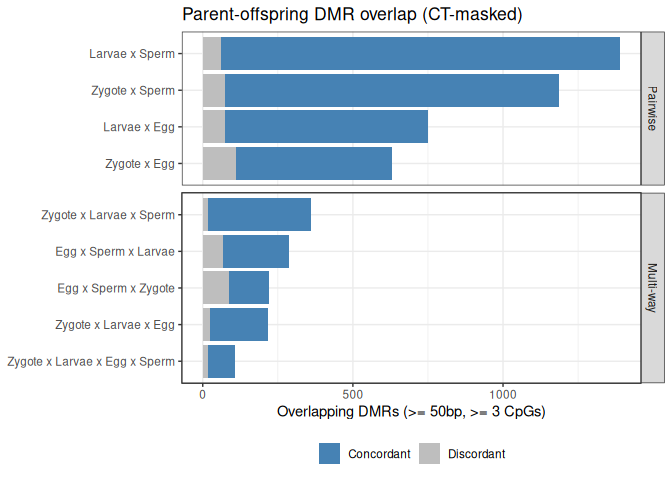 Parent-offspring DMR overlap (CT-masked)
Larvae x Sperm
Zygote x Sperm
Larvae x Egg
Zygote x Egg
Pairwise
Zygote x Larvae x Sperm
Egg x Sperm x Larvae
Egg x Sperm x Zygote
Zygote x Larvae x Egg
Zygote x Larvae x Egg x Sperm
Multi-way
0 500 1000
Overlapping DMRs (>= 50bp, >= 3 CpGs)
Concordant Discordant